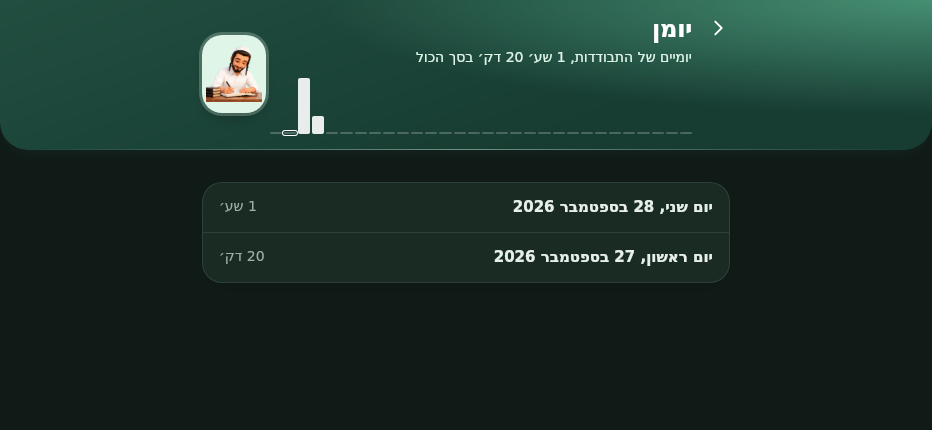 יומן
יומיים של התבודדות, 1 שע׳ 20 דק׳ בסך הכול
יום שני, 28 בספטמבר 2026
1 שע׳
יום ראשון, 27 בספטמבר 2026
20 דק׳